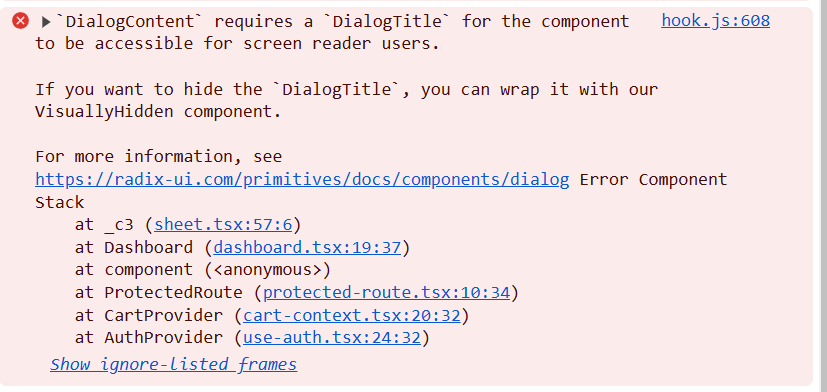 `DialogContent` requires a `DialogTitle` for the component hook.js:608
to be accessible for screen reader users.
If you want to hide the `DialogTitle`, you can wrap it with our
VisuallyHidden component.
For more information, see
https://radix-ui.com/primitives/docs/components/dialog Error Component
Stack
at _c3 (sheet.tsx:57:6)
at Dashboard (dashboard.tsx:19:37)
at component (<anonymous>)
at ProtectedRoute (protected-route.tsx:10:34)
at CartProvider (cart-context.tsx:20:32)
at AuthProvider (use-auth.tsx:24:32)
Show ignore-listed frames